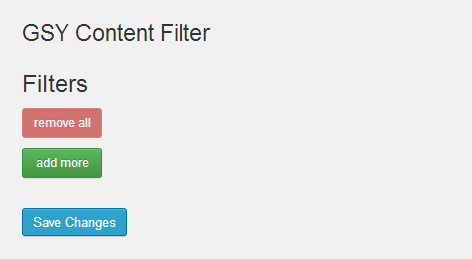 GSY Content Filter
Filters
remove all
add more
Save Changes